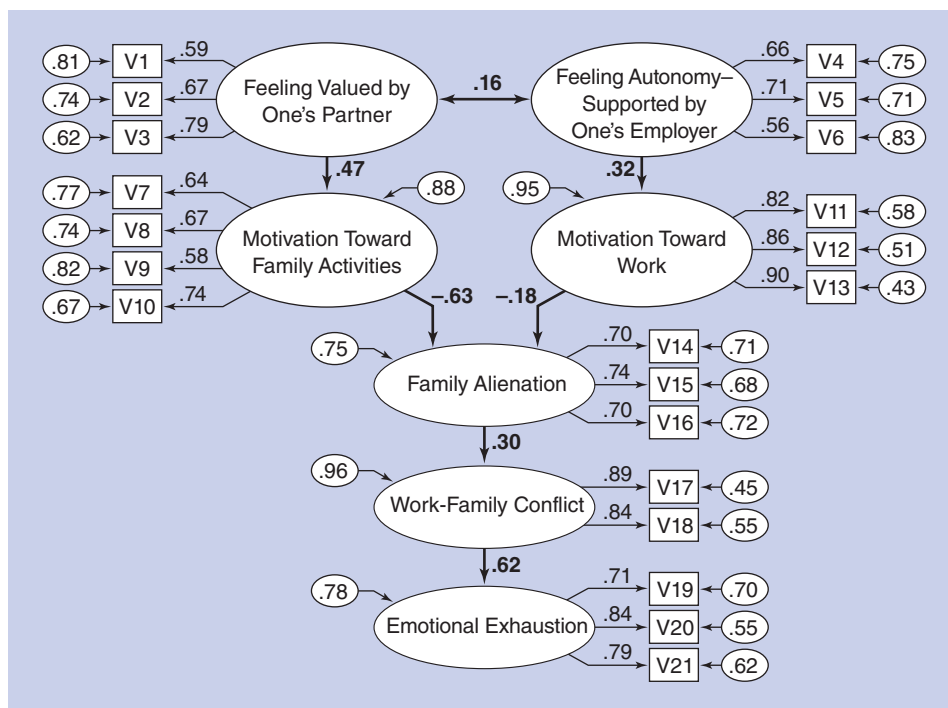 .81 V1 .59
.74 V2 .67
.62 V3 .79
Feeling Valued by
One's Partner
.16
Feeling Autonomy–
Supported by
One's Employer
.66 V4 .75
.71 V5 .71
.56 V6 .83
.47
.32
.77 V7 .64
.74 V8 .67
.82 V9 .58
.67 V10 .74
.88
Motivation Toward
Family Activities
.95
Motivation Toward
Work
.82 V11 .58
.86 V12 .51
.90 V13 .43
–.63
–.18
.75
Family Alienation
.70 V14 .71
.74 V15 .68
.70 V16 .72
.30
.96
Work-Family Conflict
.89 V17 .45
.84 V18 .55
.62
.78
Emotional Exhaustion
.71 V19 .70
.84 V20 .55
.79 V21 .62